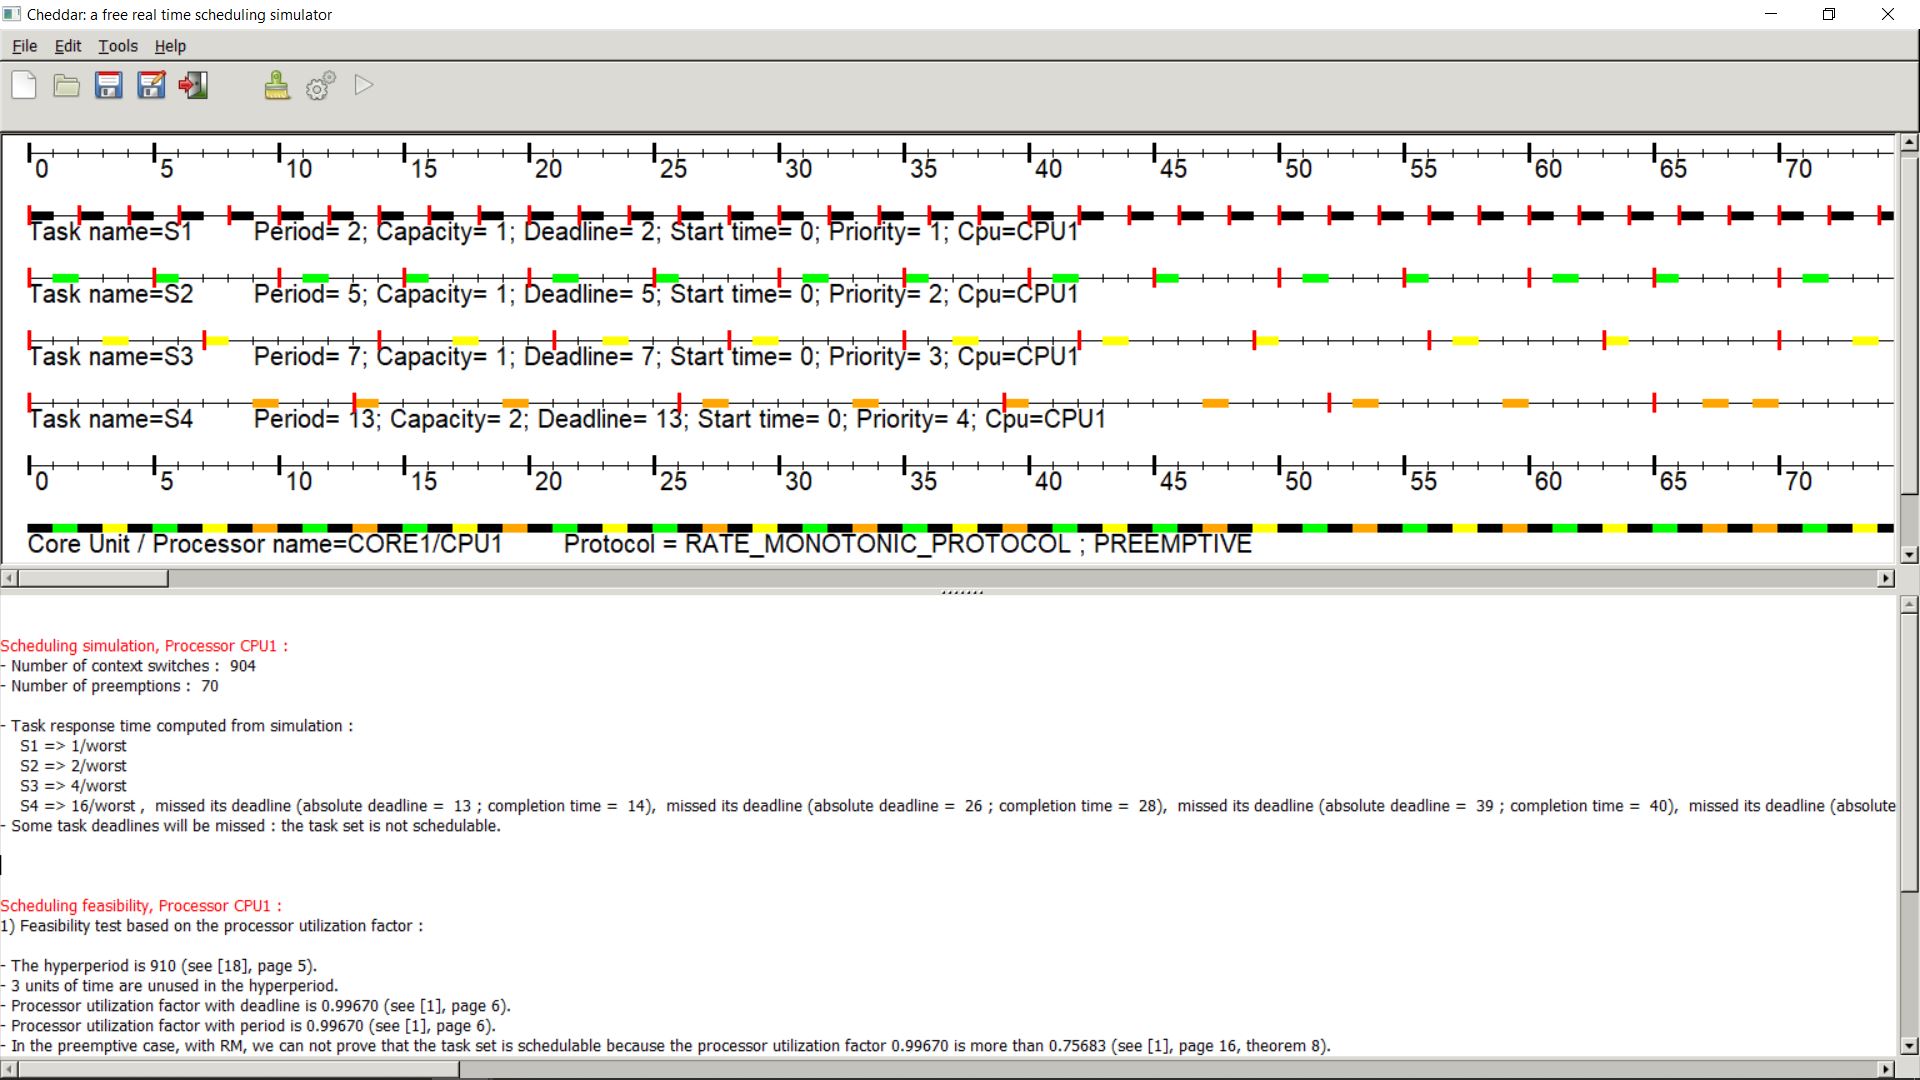 Cheddar: a free real time scheduling simulator
File Edit Tools Help
0 5 10 15 20 25 30 35 40 45 50 55 60 65 70
Task name=S1 Period= 2; Capacity= 1; Deadline= 2; Start time= 0; Priority= 1; Cpu=CPU1
Task name=S2 Period= 5; Capacity= 1; Deadline= 5; Start time= 0; Priority= 2; Cpu=CPU1
Task name=S3 Period= 7; Capacity= 1; Deadline= 7; Start time= 0; Priority= 3; Cpu=CPU1
Task name=S4 Period= 13; Capacity= 2; Deadline= 13; Start time= 0; Priority= 4; Cpu=CPU1
0 5 10 15 20 25 30 35 40 45 50 55 60 65 70
Core Unit / Processor name=CORE1/CPU1 Protocol = RATE_MONOTONIC_PROTOCOL ; PREEMPTIVE
Scheduling simulation, Processor CPU1 :
- Number of context switches : 904
- Number of preemptions : 70
- Task response time computed from simulation :
S1 => 1/worst
S2 => 2/worst
S3 => 4/worst
S4 => 16/worst , missed its deadline (absolute deadline = 13 ; completion time = 14), missed its deadline (absolute deadline = 26 ; completion time = 28), missed its deadline (absolute deadline = 39 ; completion time = 40), missed its deadline (absolute
- Some task deadlines will be missed : the task set is not schedulable.
Scheduling feasibility, Processor CPU1 :
1) Feasibility test based on the processor utilization factor :
- The hyperperiod is 910 (see [18], page 5).
- 3 units of time are unused in the hyperperiod.
- Processor utilization factor with deadline is 0.99670 (see [1], page 6).
- Processor utilization factor with period is 0.99670 (see [1], page 6).
- In the preemptive case, with RM, we can not prove that the task set is schedulable because the processor utilization factor 0.99670 is more than 0.75683 (see [1], page 16, theorem 8).